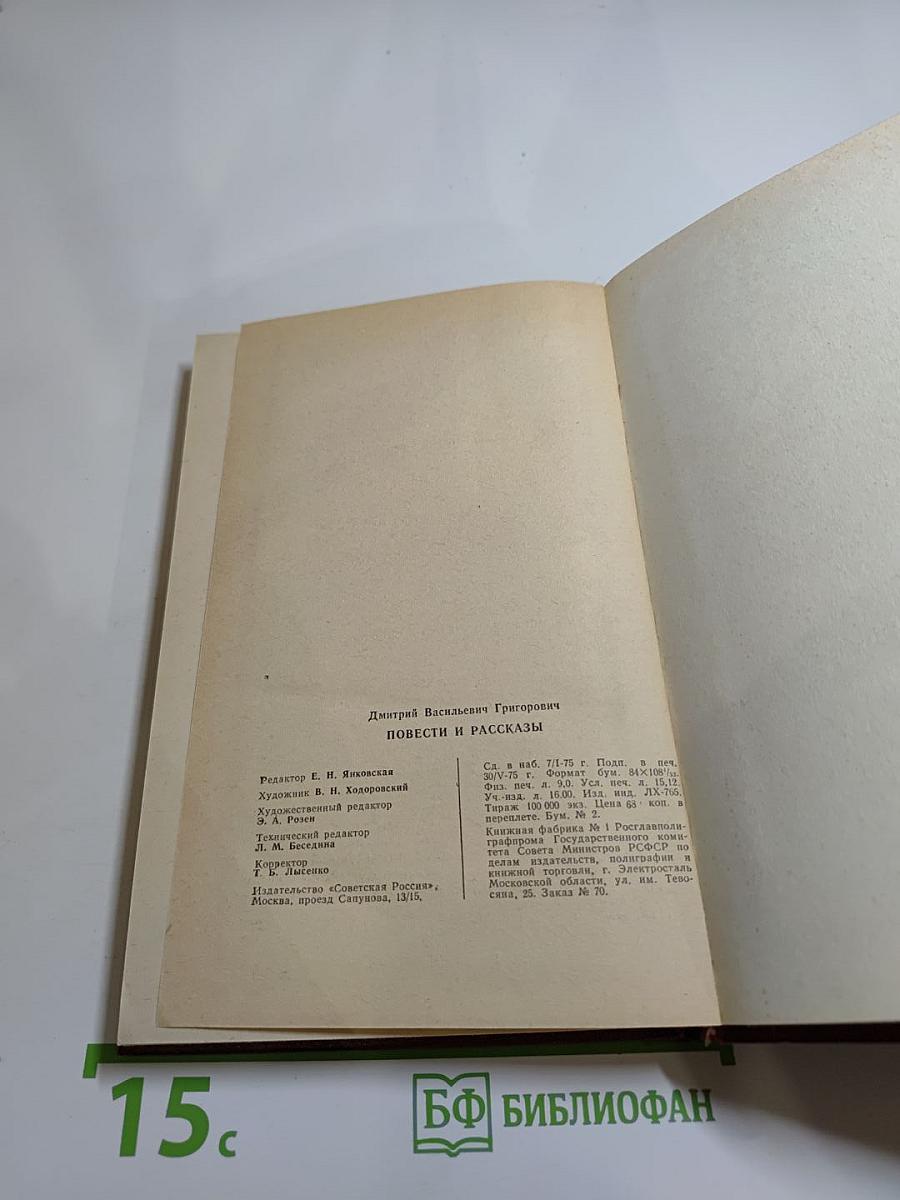 Дмитрий Васильевич Григорович
ПОВЕСТИ И РАССКАЗЫ
Редактор Е. Н. Янковская
Художник В. Н. Ходоровский
Художественный редактор
Э. А. Розен
Технический редактор
Л. М. Беседина
Корректор
Т. Б. Лысенко
Издательство «Советская Россия».
Москва, проезд Сапунова, 13/15.
Сд. в наб. 7/I-75 г. Подп. в печ.
30/V-75 г. Формат бум. 84×108¹/₃₂.
Физ. печ. л. 9,0. Усл. печ. л. 15,12.
Уч.-изд. л. 16,00. Изд. инд. ЛХ-765.
Тираж 100 000 экз. Цена 68 коп. в
переплете. Бум. № 2.
Книжная фабрика № 1 Росглавполи-
графпрома Государственного коми-
тета Совета Министров РСФСР по
делам издательств, полиграфии и
книжной торговли, г. Электросталь
Московской области, ул. им. Тево-
сяна, 25. Заказ № 70.
15 с
БФ БИБЛИОФАН